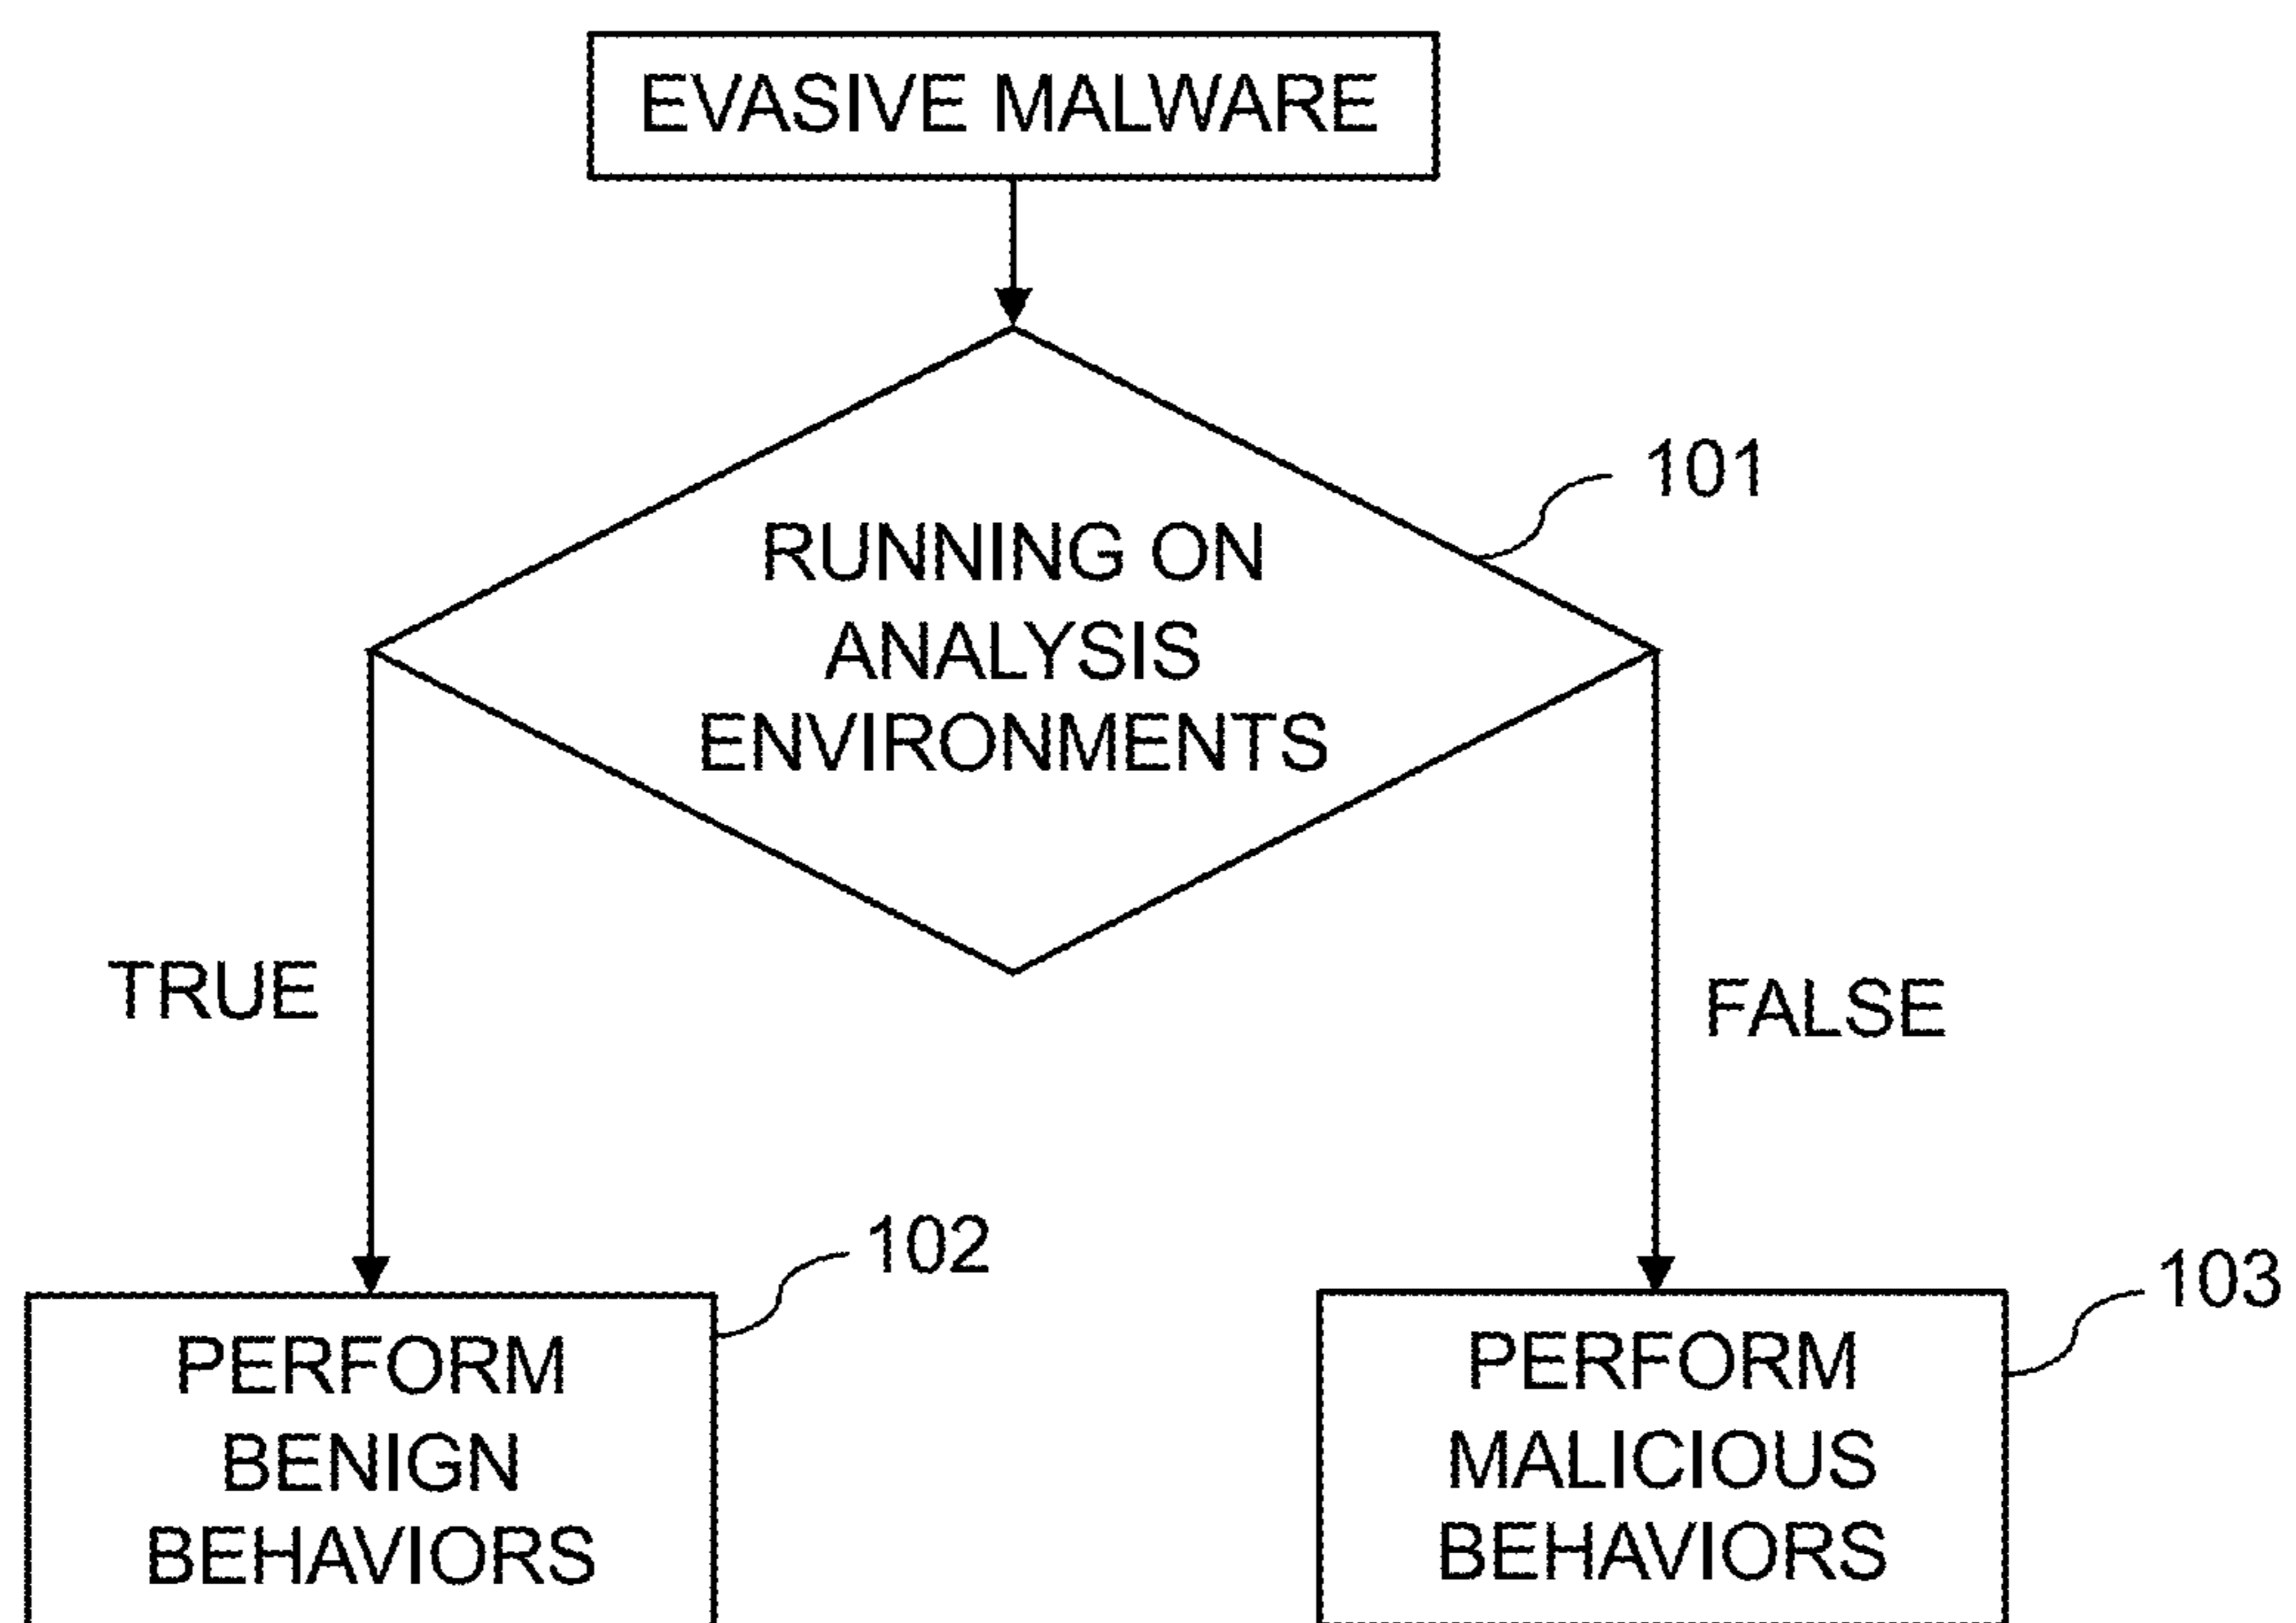 EVASIVE MALWARE
101
RUNNING ON
ANALYSIS
ENVIRONMENTS
TRUE
FALSE
102
PERFORM
BENIGN
BEHAVIORS
103
PERFORM
MALICIOUS
BEHAVIORS